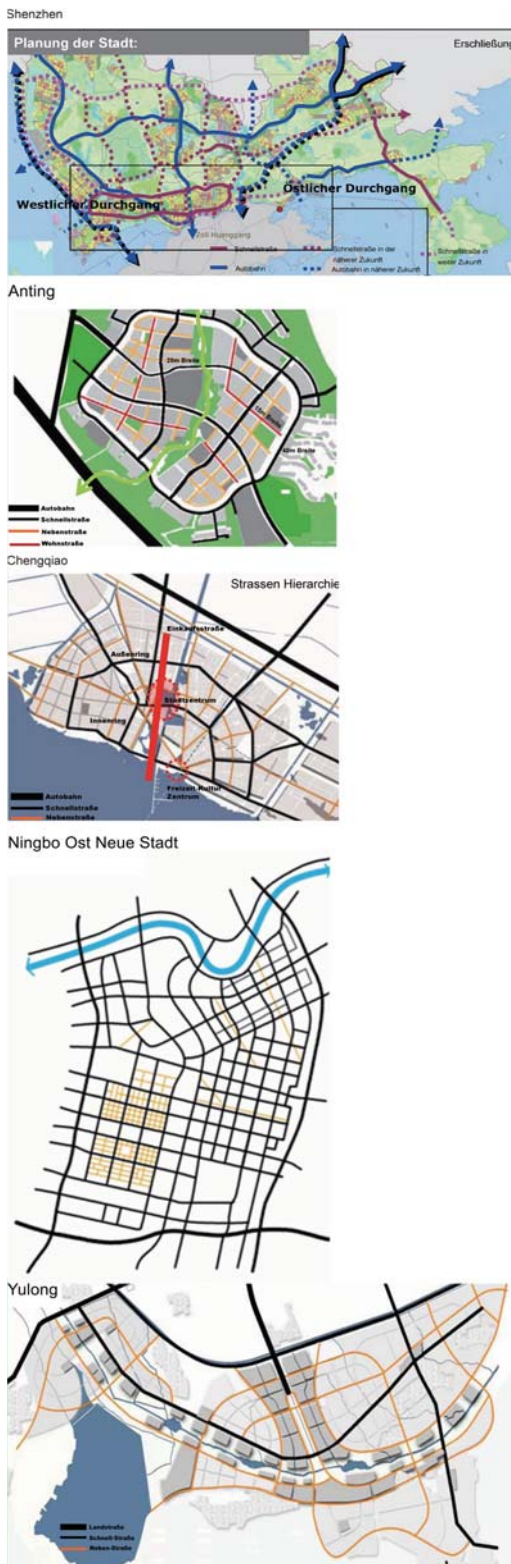 Shenzhen
Planung der Stadt:
Erschließung
Westlicher Durchgang
Östlicher Durchgang
Zoll Huanggang
Schnellstraße
Schnellstraße in der
näherer Zukunft
Schnellstraße in
weiter Zukunft
Autobahn
Autobahn in näherer Zukunft
Anting
20m Breite
40m Breite
Autobahn
Schnellstraße
Nebenstraße
Wohnstraße
Chengqiao
Strassen Hierarchie
Einkaufsstraße
Außenring
Stadtzentrum
Innenring
Freizeit Kultur
Zentrum
Autobahn
Schnellstraße
Nebenstraße
Ningbo Ost Neue Stadt
Yulong
Landstraße
Schnell-Straße
Neben-Straße